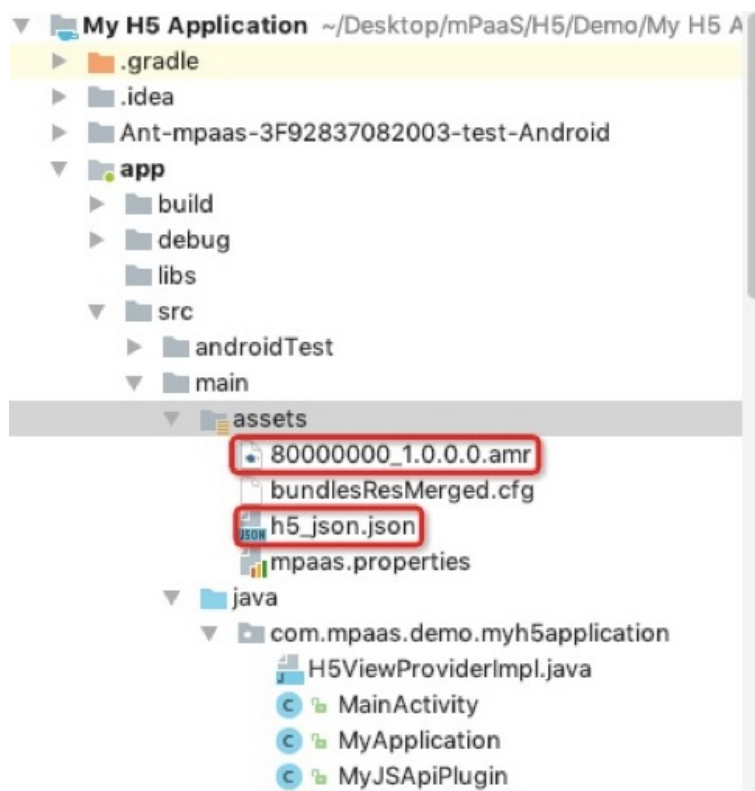 My H5 Application ~/Desktop/mPaaS/H5/Demo/My H5 A
.gradle
.idea
Ant-mpaas-3F92837082003-test-Android
app
build
debug
libs
src
androidTest
main
assets
80000000_1.0.0.0.amr
bundlesResMerged.cfg
JSON h5_json.json
mpaas.properties
java
com.mpaas.demo.myh5application
J H5ViewProviderImpl.java
C MainActivity
C MyApplication
C MyJSApiPlugin